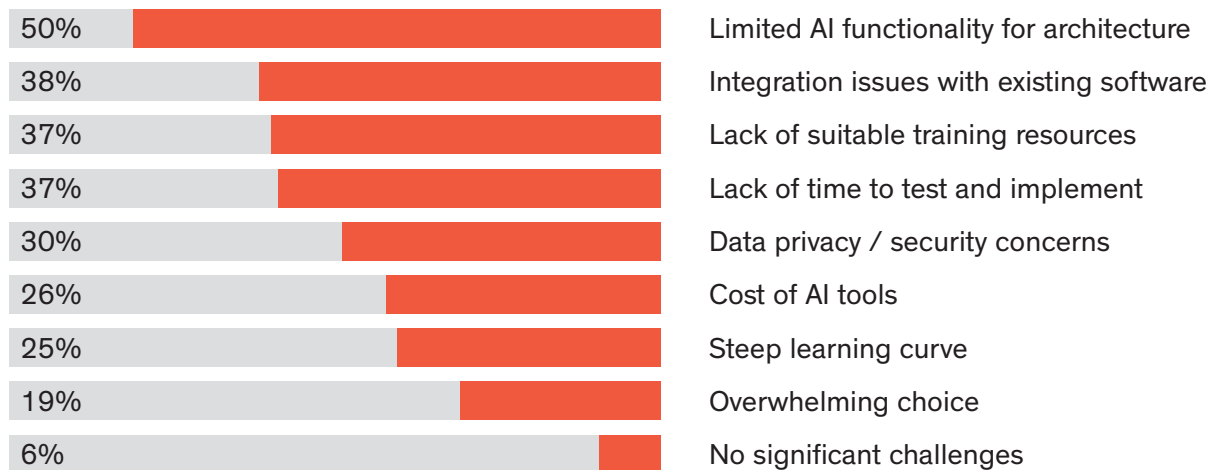 50% Limited AI functionality for architecture
38% Integration issues with existing software
37% Lack of suitable training resources
37% Lack of time to test and implement
30% Data privacy / security concerns
26% Cost of AI tools
25% Steep learning curve
19% Overwhelming choice
6% No significant challenges